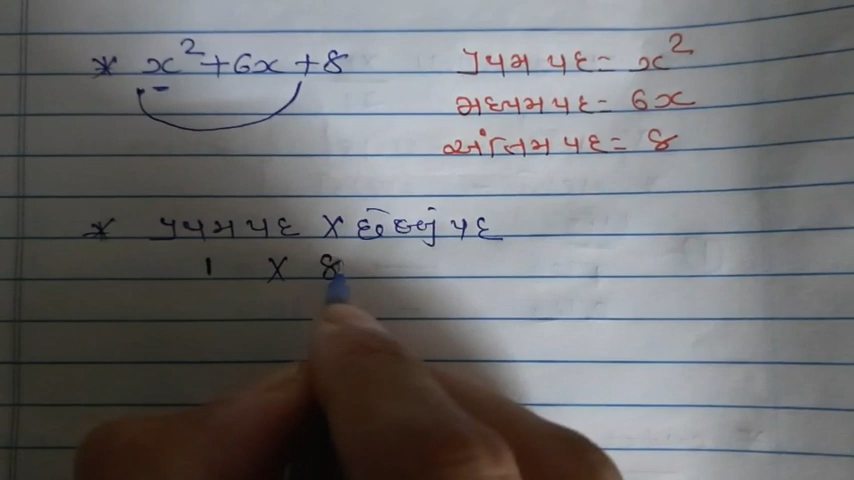 * x² + 6x + 8
પ્રથમ પદ = x²
મધ્યમ પદ = 6x
અંતિમ પદ = 8
* પ્રથમ પદ X છેલ્લું પદ
1 X 8